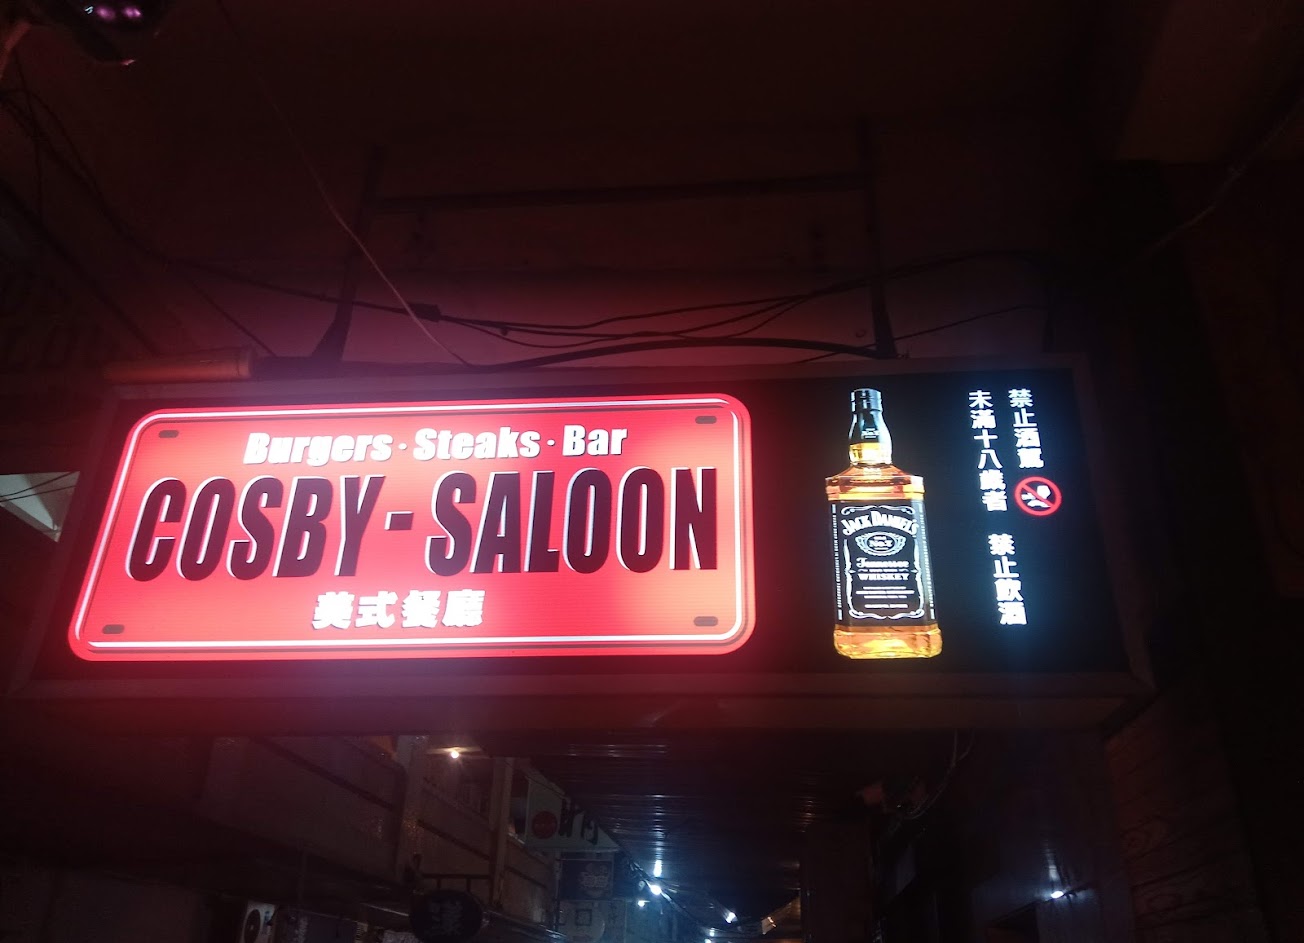 Burgers · Steaks · Bar
COSBY - SALOON
美式餐廳
JACK DANIEL'S
Tennessee
WHISKEY
禁止酒駕
未滿十八歲者
禁止飲酒